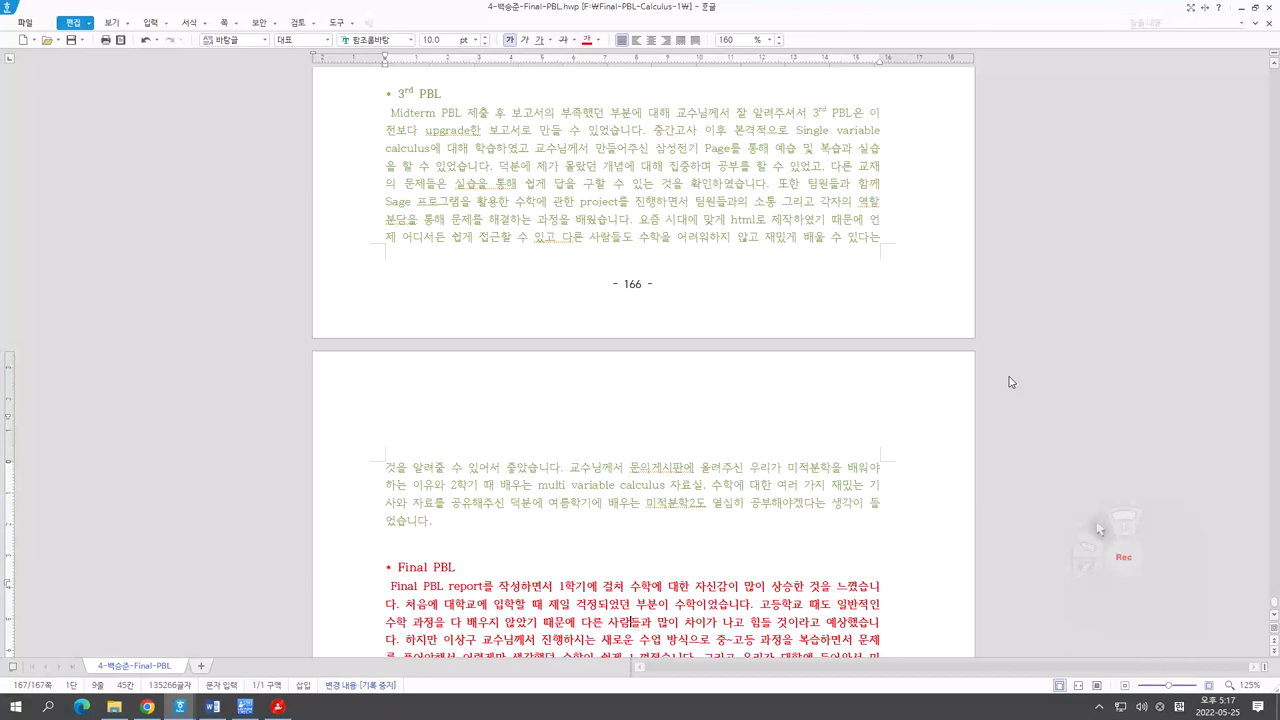 4-백승준-Final-PBL.hwp [F:₩Final-PBL-Calculus-1₩] - 한글
파일 편집 보기 입력 서식 쪽 보안 검토 도구
찾을 내용
바탕글 대표 함초롬바탕 10.0 pt 가 가 가 가 가 160 %
2 1 1 2 3 4 5 6 7 8 9 10 11 12 13 14 15 16 17 18
* 3rd PBL
Midterm PBL 제출 후 보고서의 부족했던 부분에 대해 교수님께서 잘 알려주셔서 3rd PBL은 이
전보다 upgrade한 보고서로 만들 수 있었습니다. 중간고사 이후 본격적으로 Single variable
calculus에 대해 학습하였고 교수님께서 만들어주신 삼성전기 Page를 통해 예습 및 복습과 실습
을 할 수 있었습니다. 덕분에 제가 몰랐던 개념에 대해 집중하며 공부를 할 수 있었고, 다른 교재
의 문제들은 실습을 통해 쉽게 답을 구할 수 있는 것을 확인하였습니다. 또한 팀원들과 함께
Sage 프로그램을 활용한 수학에 관한 project를 진행하면서 팀원들과의 소통 그리고 각자의 역할
분담을 통해 문제를 해결하는 과정을 배웠습니다. 요즘 시대에 맞게 html로 제작하였기 때문에 언
제 어디서든 쉽게 접근할 수 있고 다른 사람들도 수학을 어려워하지 않고 재밌게 배울 수 있다는
- 166 -
것을 알려줄 수 있어서 좋았습니다. 교수님께서 문의게시판에 올려주신 우리가 미적분학을 배워야
하는 이유와 2학기 때 배우는 multi variable calculus 자료실, 수학에 대한 여러 가지 재밌는 기
사와 자료를 공유해주신 덕분에 여름학기에 배우는 미적분학2도 열심히 공부해야겠다는 생각이 들
었습니다.
Rec
* Final PBL
Final PBL report를 작성하면서 1학기에 걸쳐 수학에 대한 자신감이 많이 상승한 것을 느꼈습니
다. 처음에 대학교에 입학할 때 제일 걱정되었던 부분이 수학이었습니다. 고등학교 때도 일반적인
수학 과정을 다 배우지 않았기 때문에 다른 사람들과 많이 차이가 나고 힘들 것이라고 예상했습니
다. 하지만 이상구 교수님께서 진행하시는 새로운 수업 방식으로 중~고등 과정을 복습하면서 문제
4-백승준-Final-PBL
167/167쪽 1단 9줄 45칸 135266글자 문자 입력 1/1 구역 삽입 변경 내용 [기록 중지] 125%
오후 5:17
2022-05-25